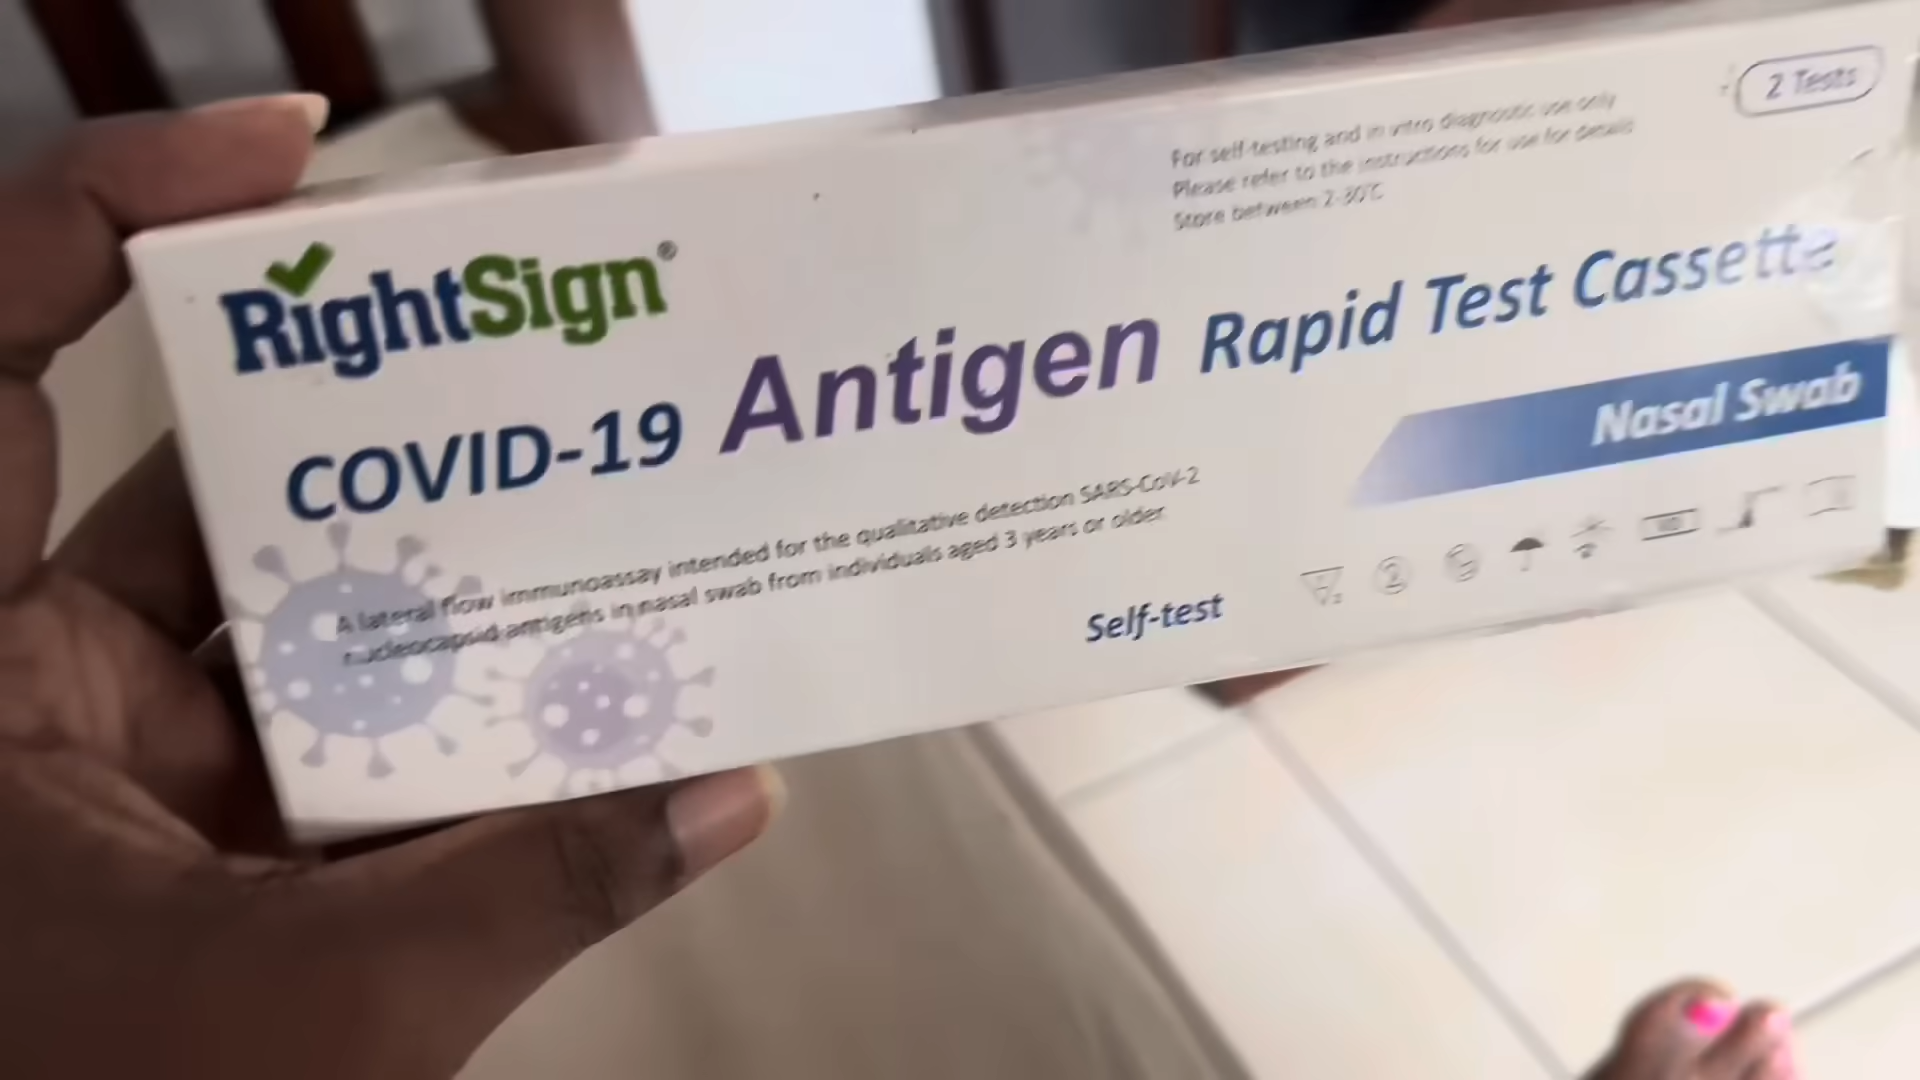 2 Tests
For self-testing and in vitro diagnostic use only
Please refer to the instructions for use for details
Store between 2-30°C
RightSign®
COVID-19 Antigen Rapid Test Cassette
Nasal Swab
A lateral flow immunoassay intended for the qualitative detection SARS-CoV-2
nucleocapsid antigens in nasal swab from individuals aged 3 years or older.
Self-test